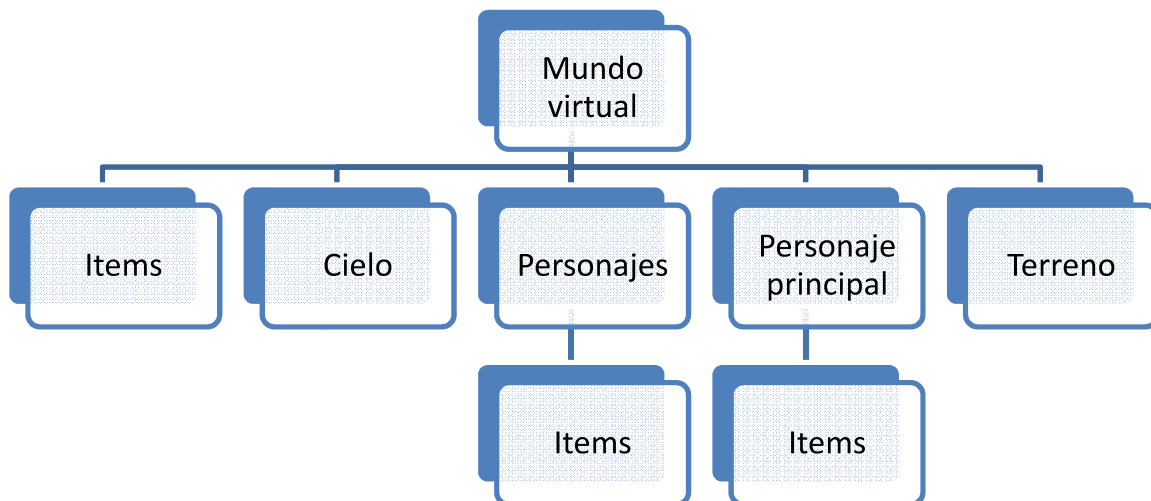 Mundo
virtual
Items
Cielo
Personajes
Personaje
principal
Terreno
Items
Items